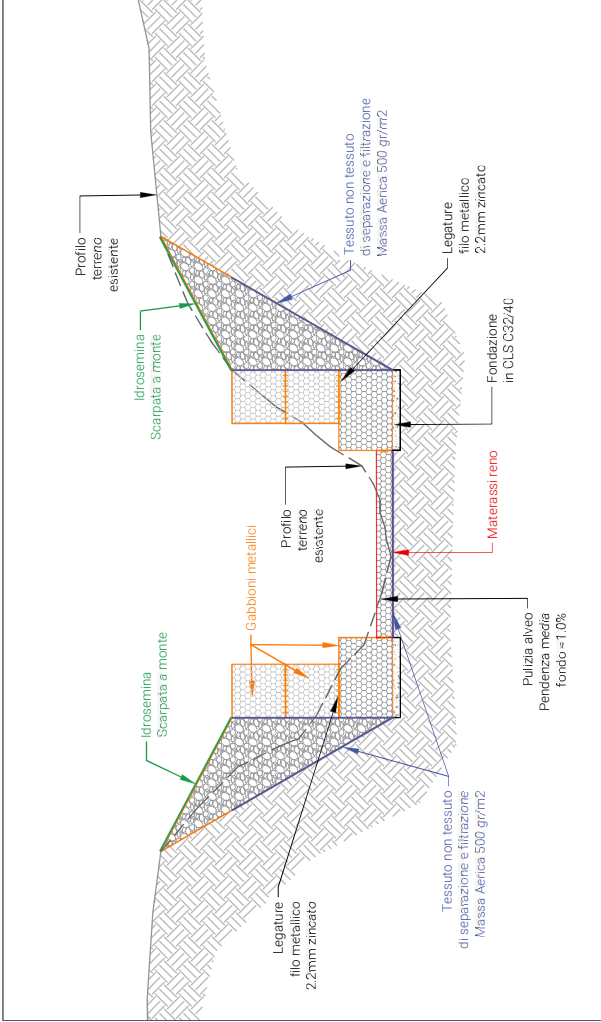 Idrosemina
Scarpata a monte
Gabbioni metallici
Profilo
terreno
esistente
Idrosemina
Scarpata a monte
Profilo
terreno
esistente
Tessuto non tessuto
di separazione e filtrazione
Massa Aerica 500 gr/m2
Legature
filo metallico
2.2mm zincato
Fondazione
in CLS C32/40
Materassi reno
Pulizia alveo
Pendenza media
fondo ≈1.0%
Tessuto non tessuto
di separazione e filtrazione
Massa Aerica 500 gr/m2
Legature
filo metallico
2.2mm zincato